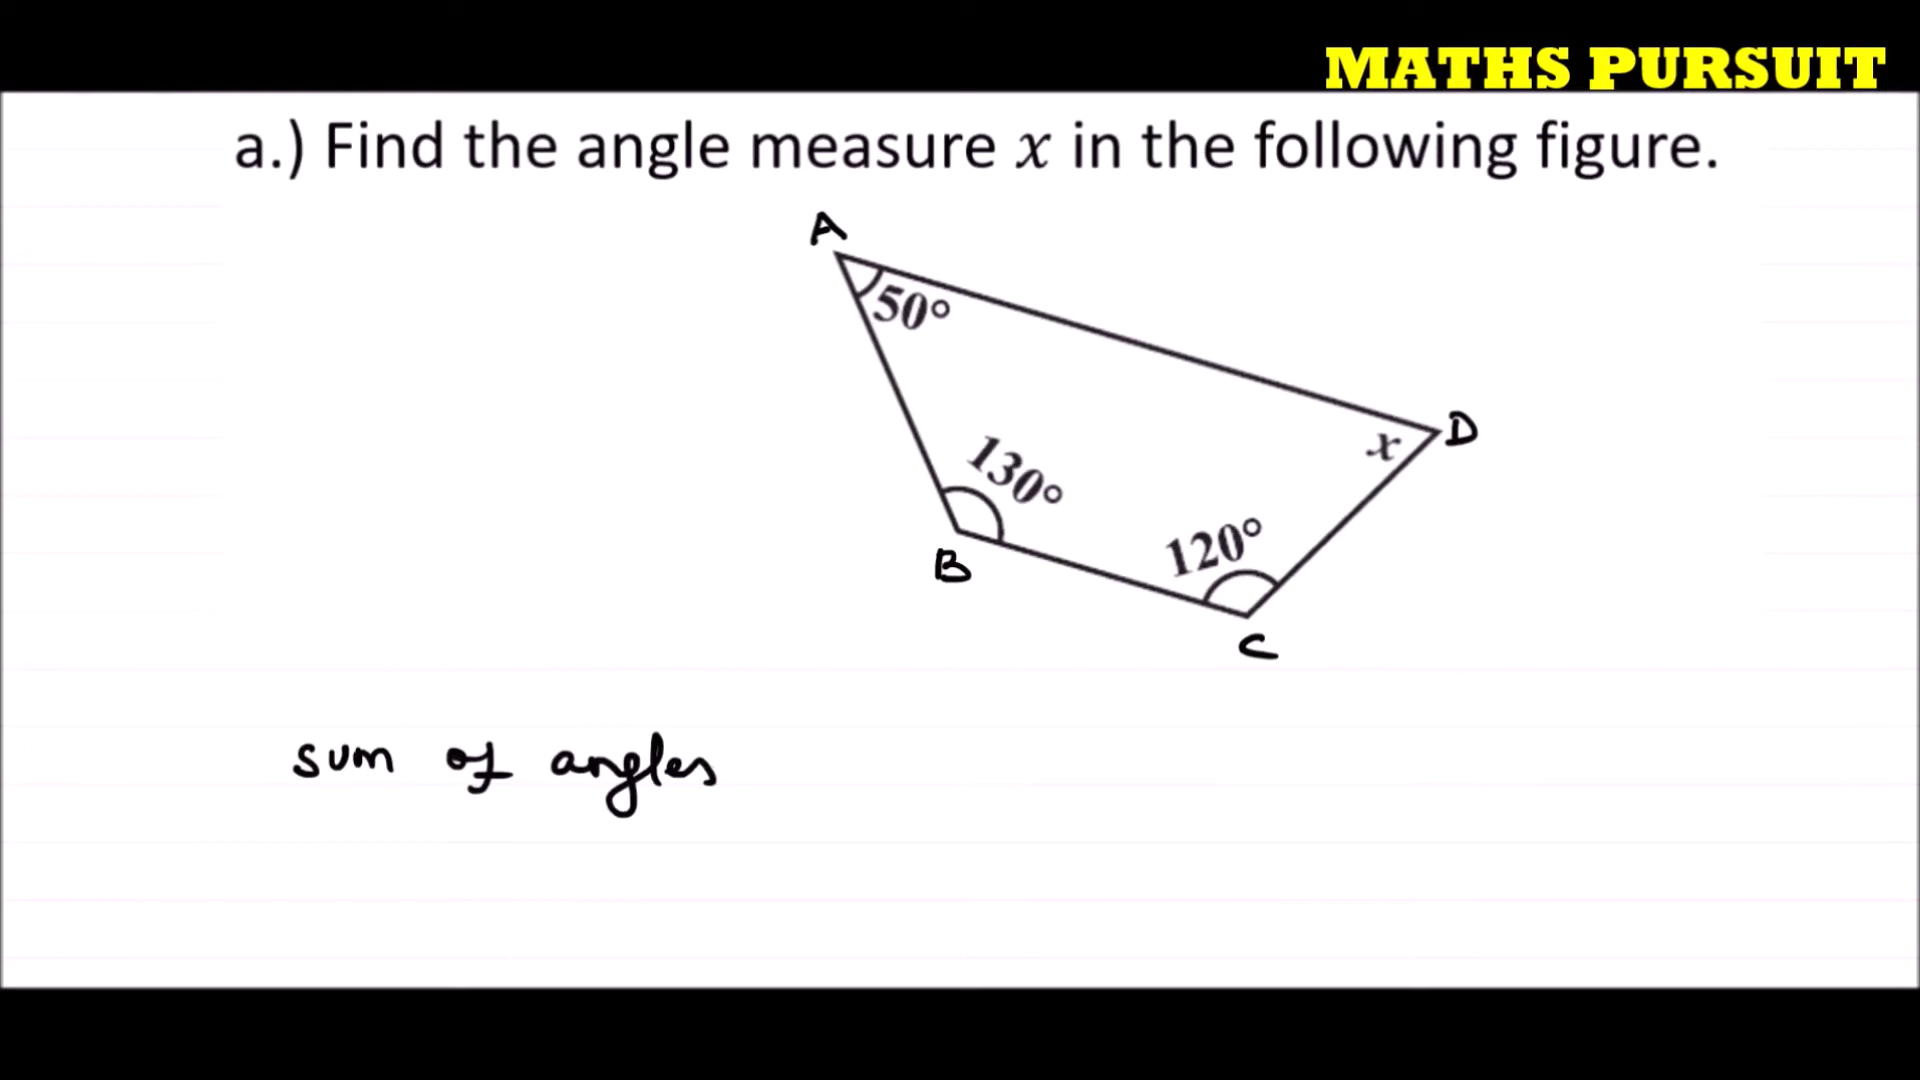 MATHS PURSUIT
a.) Find the angle measure x in the following figure.
A
50°
D
x
130°
120°
B
C
sum of angles